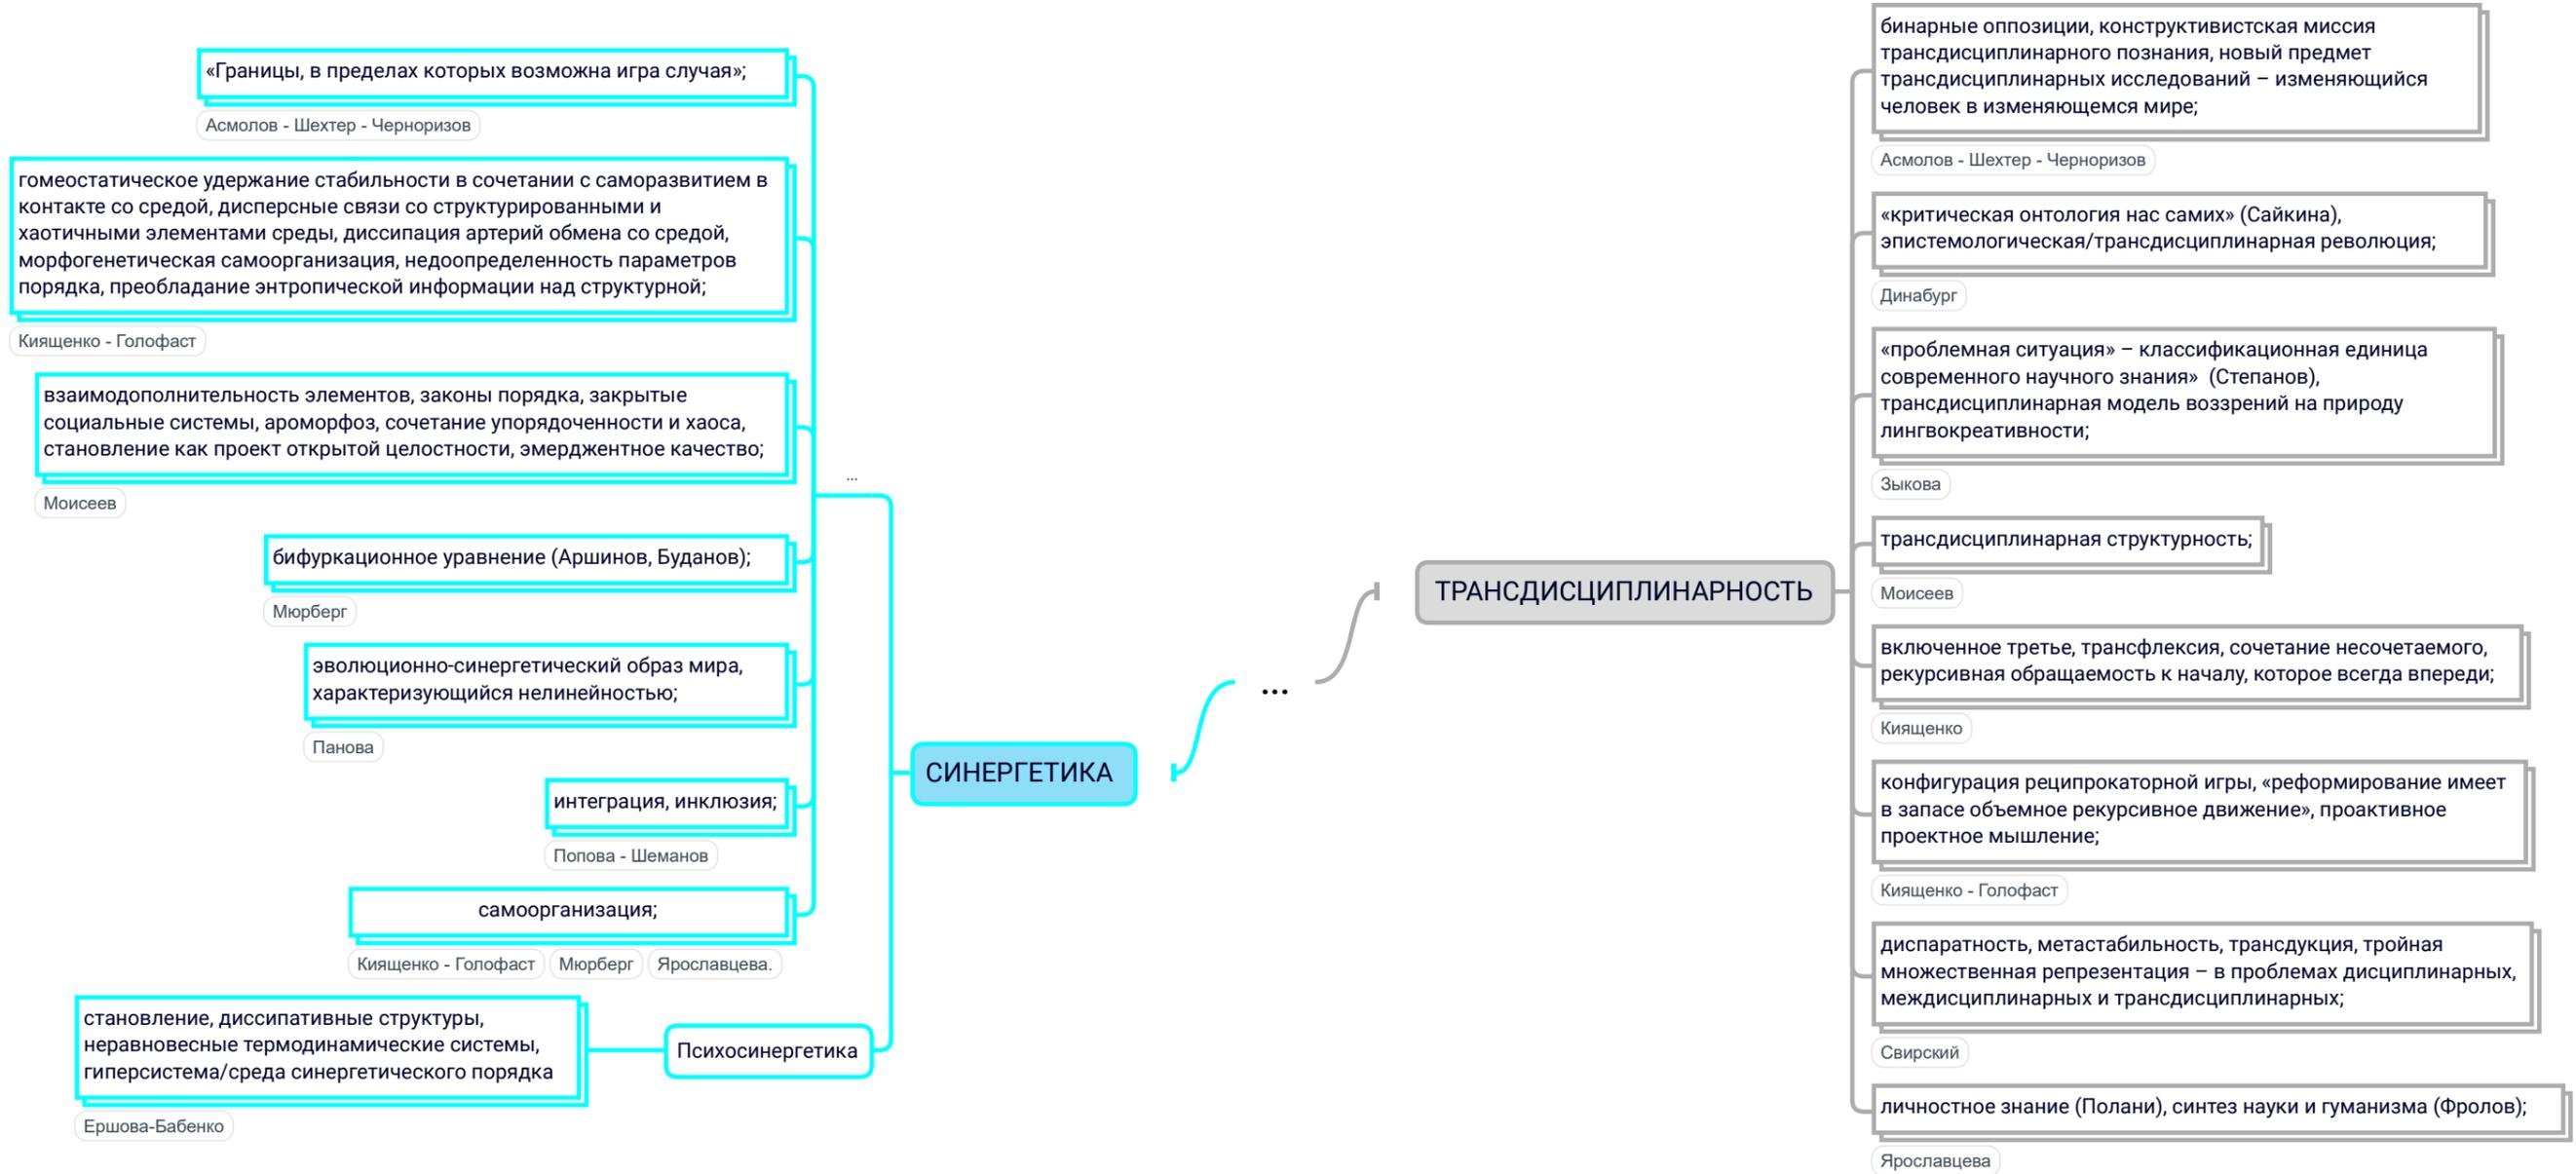 «Границы, в пределах которых возможна игра случая»;
Асмолов - Шехтер - Черноризов
гомеостатическое удержание стабильности в сочетании с саморазвитием в
контакте со средой, дисперсные связи со структурированными и
хаотичными элементами среды, диссипация артерий обмена со средой,
морфогенетическая самоорганизация, недоопределенность параметров
порядка, преобладание энтропической информации над структурной;
Киященко - Голофаст
взаимодополнительность элементов, законы порядка, закрытые
социальные системы, ароморфоз, сочетание упорядоченности и хаоса,
становление как проект открытой целостности, эмерджентное качество;
Моисеев
...
бифуркационное уравнение (Аршинов, Буданов);
Мюрберг
эволюционно-синергетический образ мира,
характеризующийся нелинейностью;
Панова
интеграция, инклюзия;
Попова - Шеманов
самоорганизация;
Киященко - Голофаст Мюрберг Ярославцева.
становление, диссипативные структуры,
неравновесные термодинамические системы,
гиперсистема/среда синергетического порядка
Ершова-Бабенко
Психосинергетика
СИНЕРГЕТИКА
...
ТРАНСДИСЦИПЛИНАРНОСТЬ
бинарные оппозиции, конструктивистская миссия
трансдисциплинарного познания, новый предмет
трансдисциплинарных исследований – изменяющийся
человек в изменяющемся мире;
Асмолов - Шехтер - Черноризов
«критическая онтология нас самих» (Сайкина),
эпистемологическая/трансдисциплинарная революция;
Динабург
«проблемная ситуация» – классификационная единица
современного научного знания» (Степанов),
трансдисциплинарная модель воззрений на природу
лингвокреативности;
Зыкова
трансдисциплинарная структурность;
Моисеев
включенное третье, трансфлексия, сочетание несочетаемого,
рекурсивная обращаемость к началу, которое всегда впереди;
Киященко
конфигурация реципрокаторной игры, «реформирование имеет
в запасе объемное рекурсивное движение», проактивное
проектное мышление;
Киященко - Голофаст
диспаратность, метастабильность, трансдукция, тройная
множественная репрезентация – в проблемах дисциплинарных,
междисциплинарных и трансдисциплинарных;
Свирский
личностное знание (Полани), синтез науки и гуманизма (Фролов);
Ярославцева